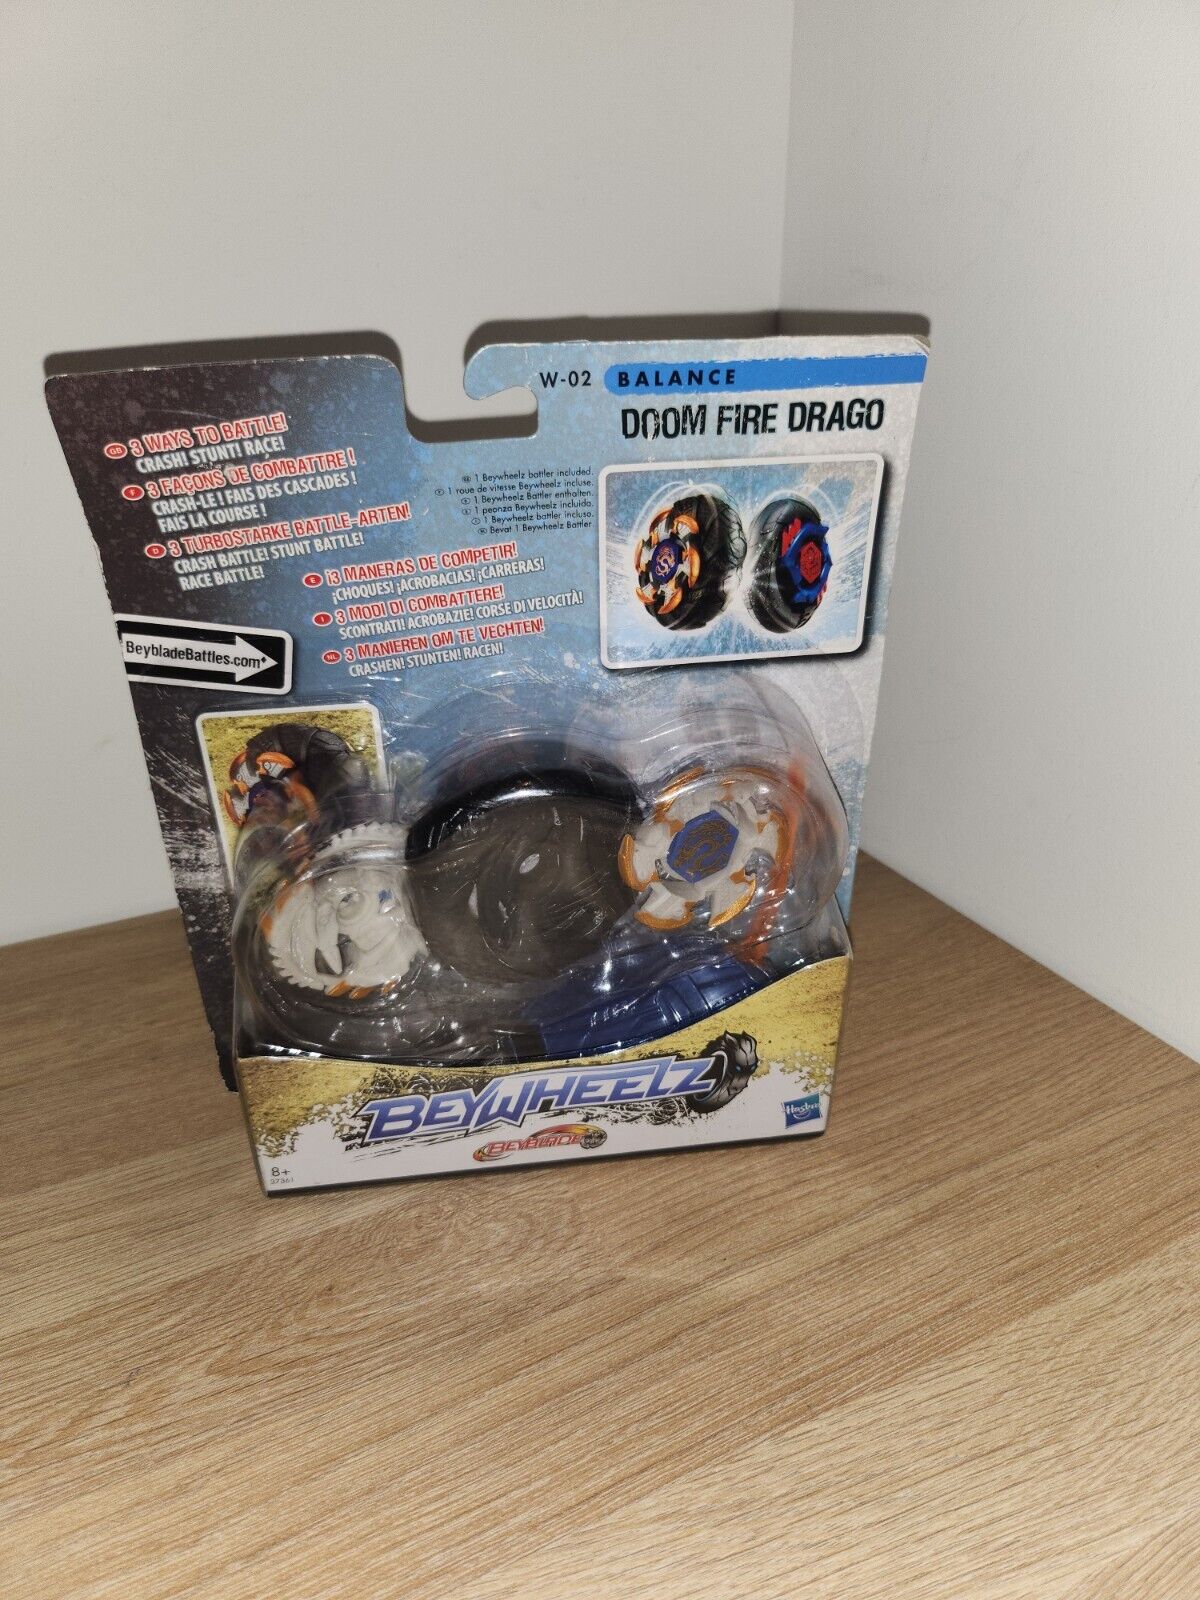 W-02 BALANCE
DOOM FIRE DRAGO
GB 3 WAYS TO BATTLE!
CRASH! STUNT! RACE!
F 3 FAÇONS DE COMBATTRE !
CRASH-LE ! FAIS DES CASCADES !
FAIS LA COURSE !
D 3 TURBOSTARKE BATTLE-ARTEN!
CRASH BATTLE! STUNT BATTLE!
RACE BATTLE!
E ¡3 MANERAS DE COMPETIR!
¡CHOQUES! ¡ACROBACIAS! ¡CARRERAS!
I 3 MODI DI COMBATTERE!
SCONTRATI! ACROBAZIE! CORSE DI VELOCITÀ!
NL 3 MANIEREN OM TE VECHTEN!
CRASHEN! STUNTEN! RACEN!
1 Beywheelz battler included.
1 roue de vitesse Beywheelz incluse.
1 Beywheelz Battler enthalten.
1 peonza Beywheelz incluida.
1 Beywheelz battler incluso.
Bevat 1 Beywheelz Battler.
BeybladeBattles.com
BEYWHEELZ
BEYBLADE
Hasbro
8+
37361